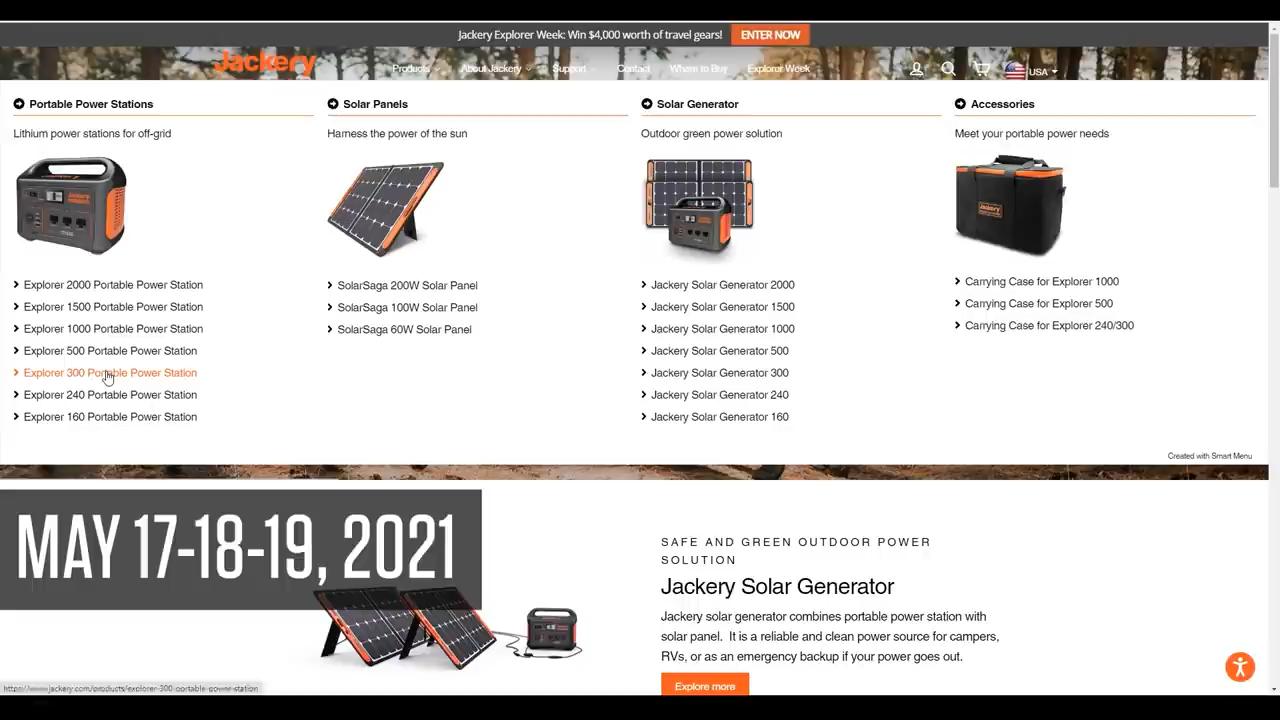 Jackery Explorer Week: Win $4,000 worth of travel gears! ENTER NOW
Jackery Products About Jackery Support Contact Where to Buy Explorer Week USA
Portable Power Stations
Lithium power stations for off-grid
Explorer 2000 Portable Power Station
Explorer 1500 Portable Power Station
Explorer 1000 Portable Power Station
Explorer 500 Portable Power Station
Explorer 300 Portable Power Station
Explorer 240 Portable Power Station
Explorer 160 Portable Power Station
Solar Panels
Harness the power of the sun
SolarSaga 200W Solar Panel
SolarSaga 100W Solar Panel
SolarSaga 60W Solar Panel
Solar Generator
Outdoor green power solution
Jackery Solar Generator 2000
Jackery Solar Generator 1500
Jackery Solar Generator 1000
Jackery Solar Generator 500
Jackery Solar Generator 300
Jackery Solar Generator 240
Jackery Solar Generator 160
Accessories
Meet your portable power needs
Jackery
Carrying Case for Explorer 1000
Carrying Case for Explorer 500
Carrying Case for Explorer 240/300
Created with Smart Menu
MAY 17-18-19, 2021
SAFE AND GREEN OUTDOOR POWER
SOLUTION
Jackery Solar Generator
Jackery solar generator combines portable power station with
solar panel. It is a reliable and clean power source for campers,
RVs, or as an emergency backup if your power goes out.
Explore more
https://www.jackery.com/products/explorer-300-portable-power-station